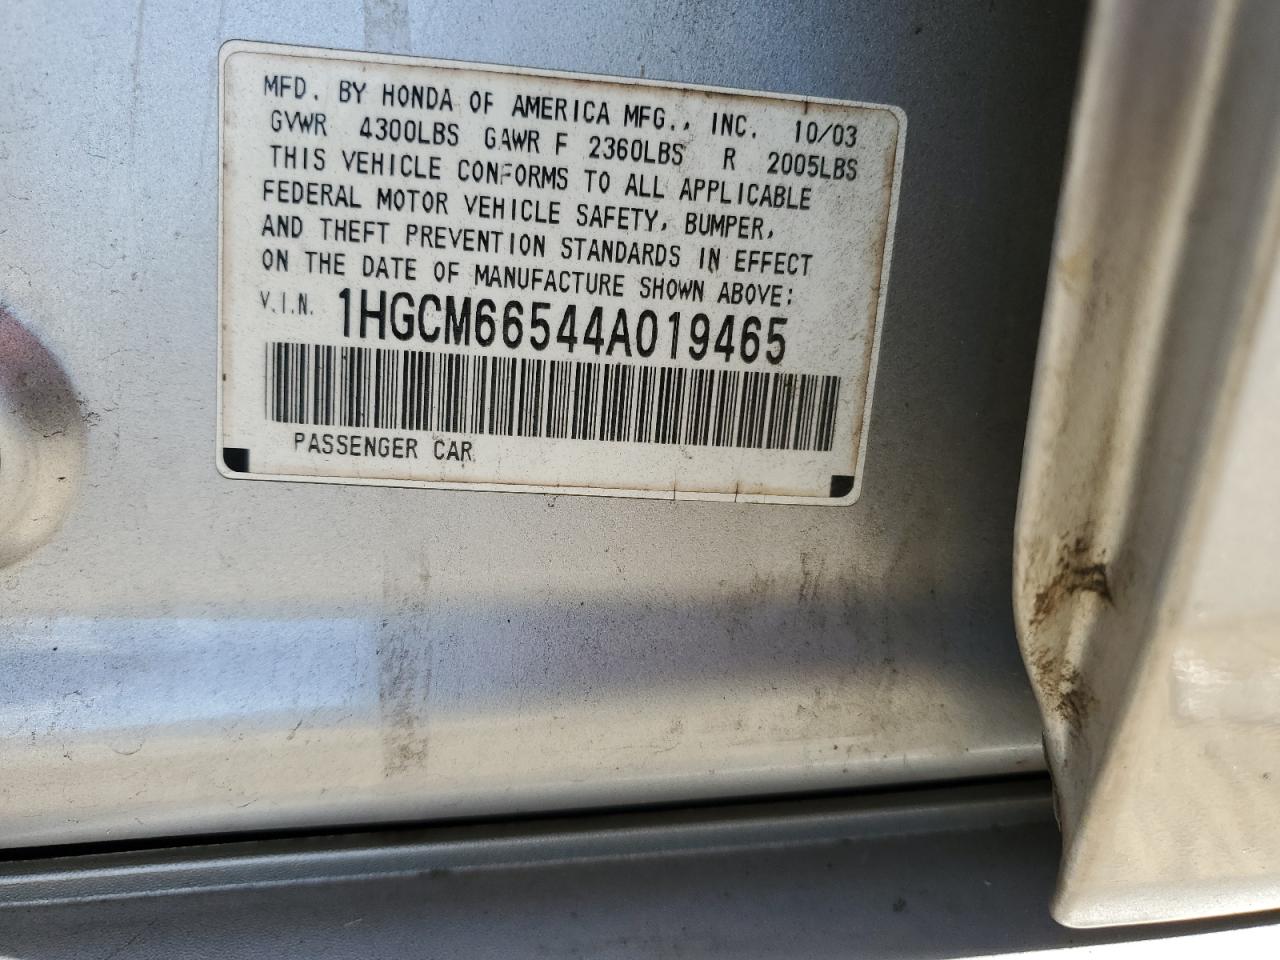 MFD. BY HONDA OF AMERICA MFG., INC. 10/03
GVWR 4300LBS GAWR F 2360LBS R 2005LBS
THIS VEHICLE CONFORMS TO ALL APPLICABLE
FEDERAL MOTOR VEHICLE SAFETY, BUMPER,
AND THEFT PREVENTION STANDARDS IN EFFECT
ON THE DATE OF MANUFACTURE SHOWN ABOVE:
V.I.N. 1HGCM66544A019465
PASSENGER CAR